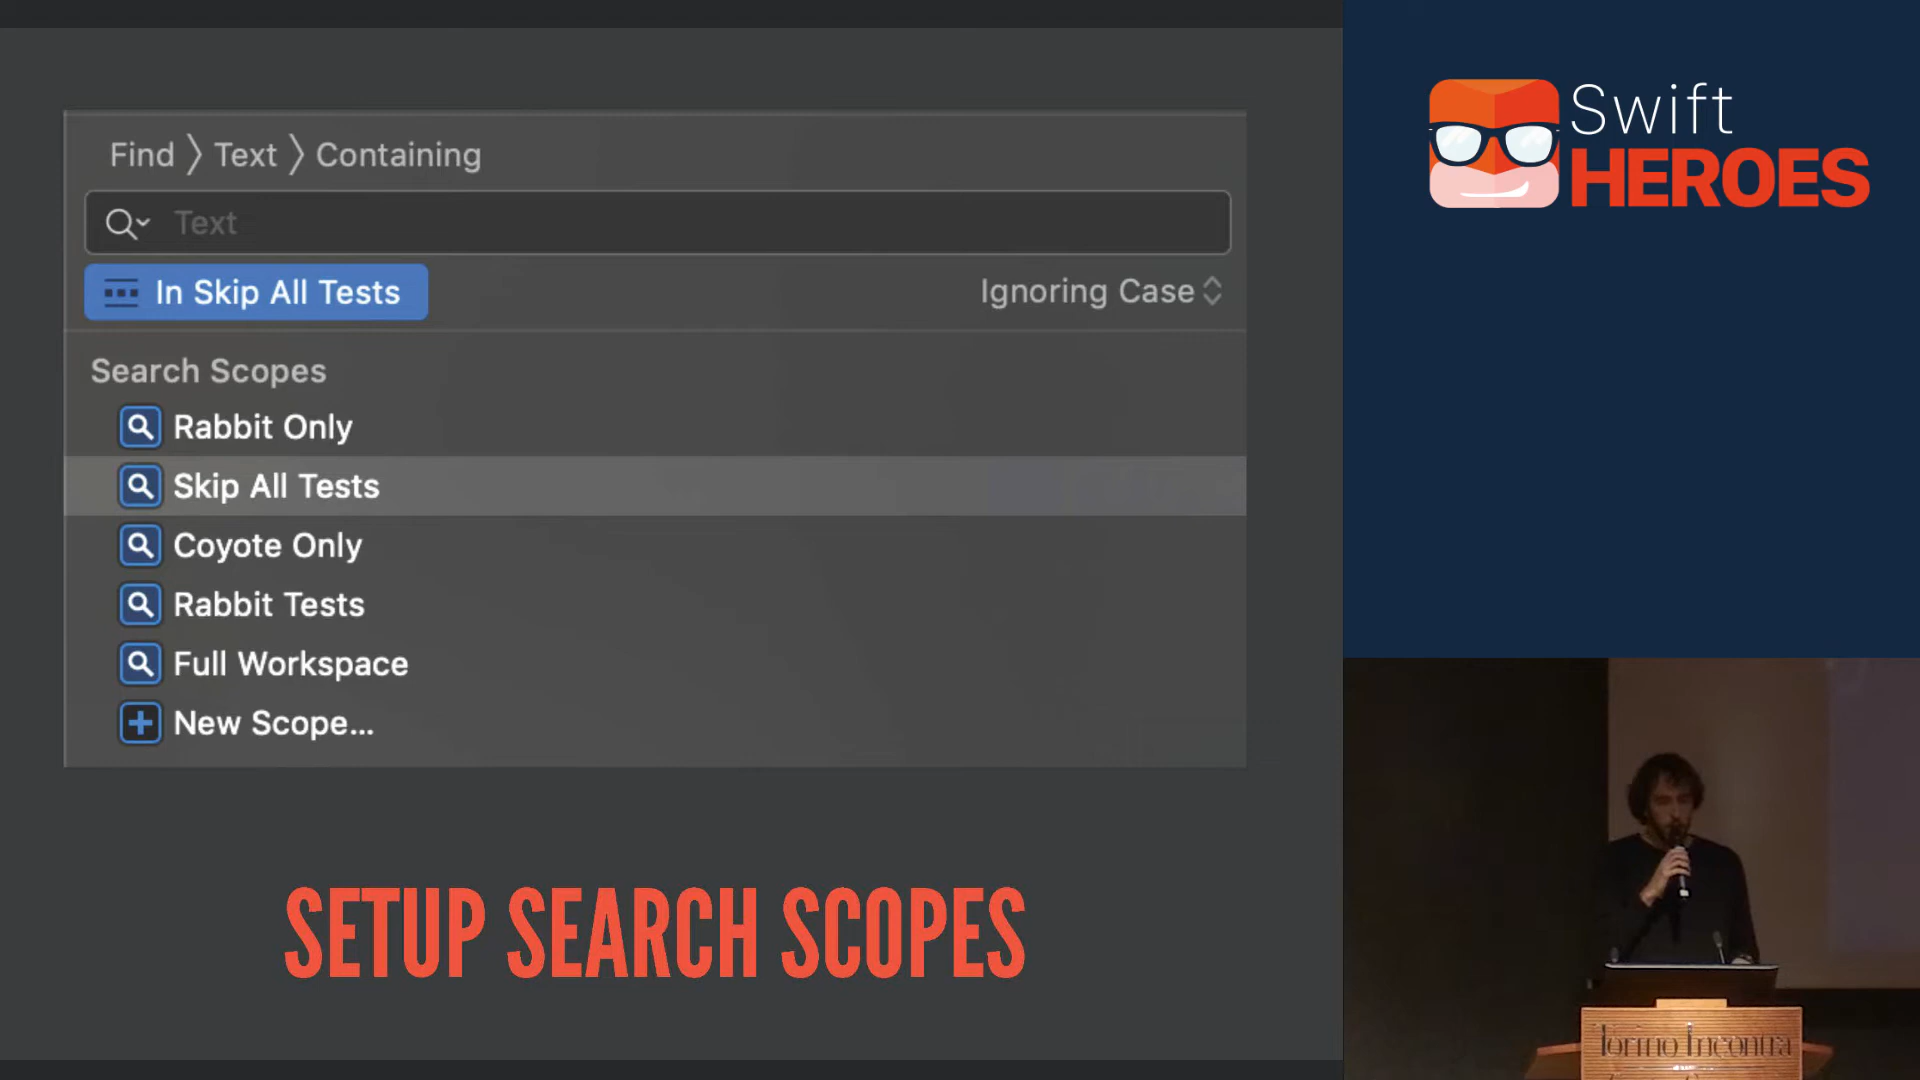 Find 〉 Text 〉 Containing
Text
In Skip All Tests
Ignoring Case
Search Scopes
Rabbit Only
Skip All Tests
Coyote Only
Rabbit Tests
Full Workspace
New Scope...
SETUP SEARCH SCOPES
Swift
HEROES
Torino Incontra